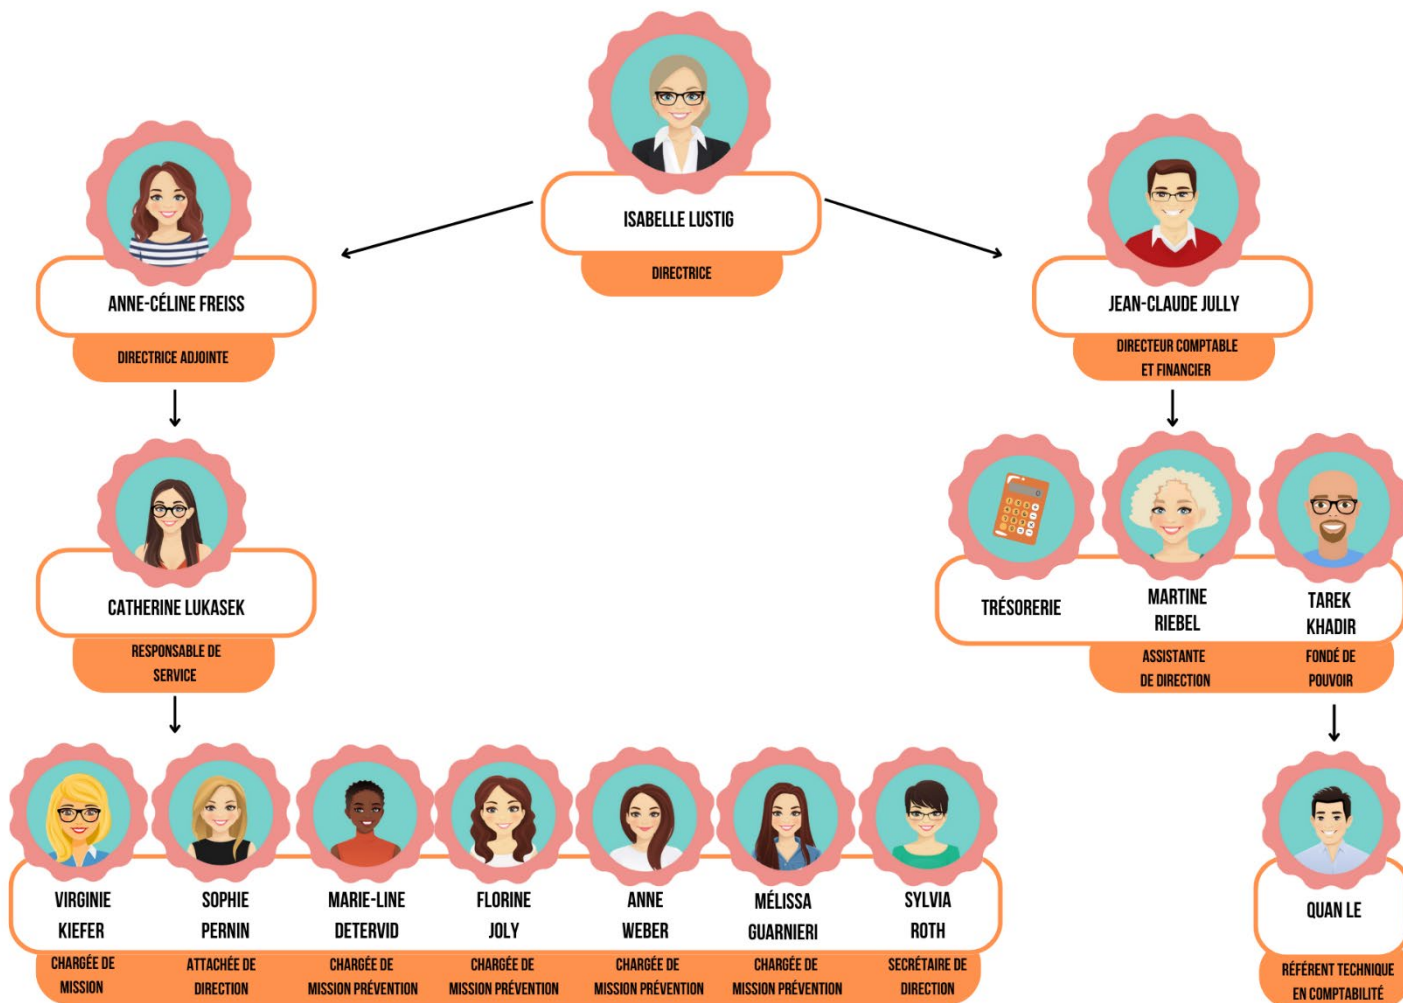 ISABELLE LUSTIG
DIRECTRICE
ANNE-CÉLINE FREISS
DIRECTRICE ADJOINTE
JEAN-CLAUDE JULLY
DIRECTEUR COMPTABLE
ET FINANCIER
CATHERINE LUKASEK
RESPONSABLE DE
SERVICE
TRÉSORERIE
MARTINE
RIEBEL
ASSISTANTE
DE DIRECTION
TAREK
KHADIR
FONDÉ DE
POUVOIR
VIRGINIE
KIEFER
CHARGÉE DE
MISSION
SOPHIE
PERNIN
ATTACHÉE DE
DIRECTION
MARIE-LINE
DETERVID
CHARGÉE DE
MISSION PRÉVENTION
FLORINE
JOLY
CHARGÉE DE
MISSION PRÉVENTION
ANNE
WEBER
CHARGÉE DE
MISSION PRÉVENTION
MÉLISSA
GUARNIERI
CHARGÉE DE
MISSION PRÉVENTION
SYLVIA
ROTH
SECRÉTAIRE DE
DIRECTION
QUAN LE
RÉFÉRENT TECHNIQUE
EN COMPTABILITÉ